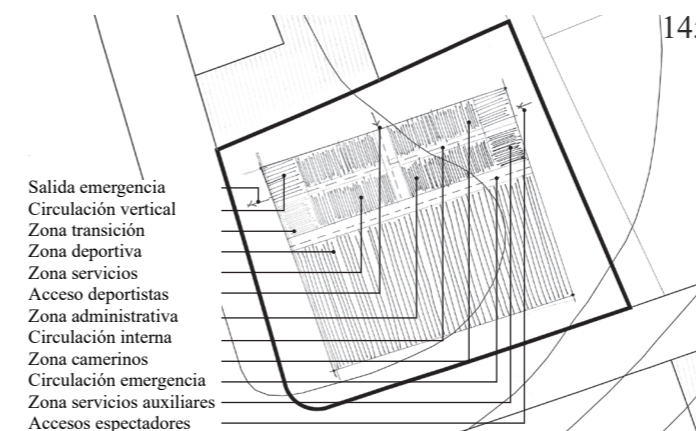 Salida emergencia
Circulación vertical
Zona transición
Zona deportiva
Zona servicios
Acceso deportistas
Zona administrativa
Circulación interna
Zona camerinos
Circulación emergencia
Zona servicios auxiliares
Accesos espectadores